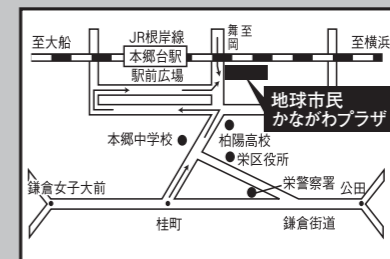 至大船
JR根岸線
本郷台駅
駅前広場
至
舞岡
至横浜
地球市民
かながわプラザ
本郷中学校
柏陽高校
栄区役所
栄警察署
鎌倉女子大前
公田
桂町
鎌倉街道